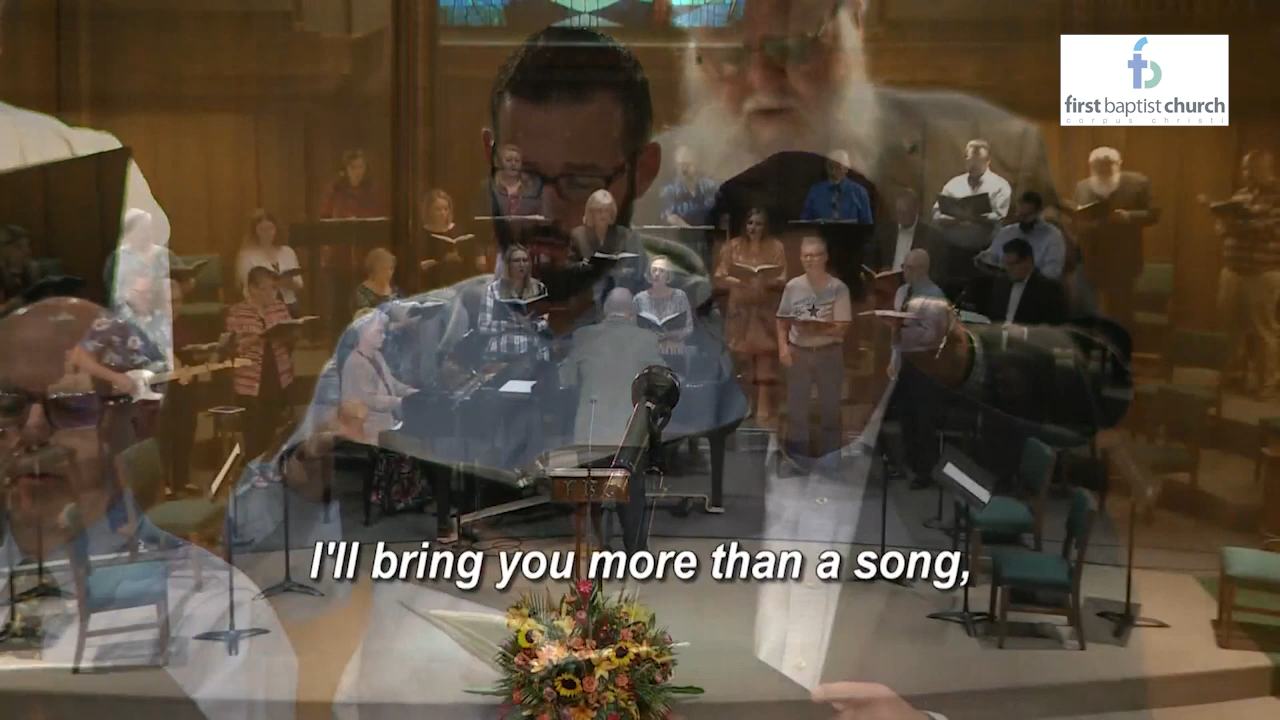 first baptist church
corpus christi
I'll bring you more than a song,